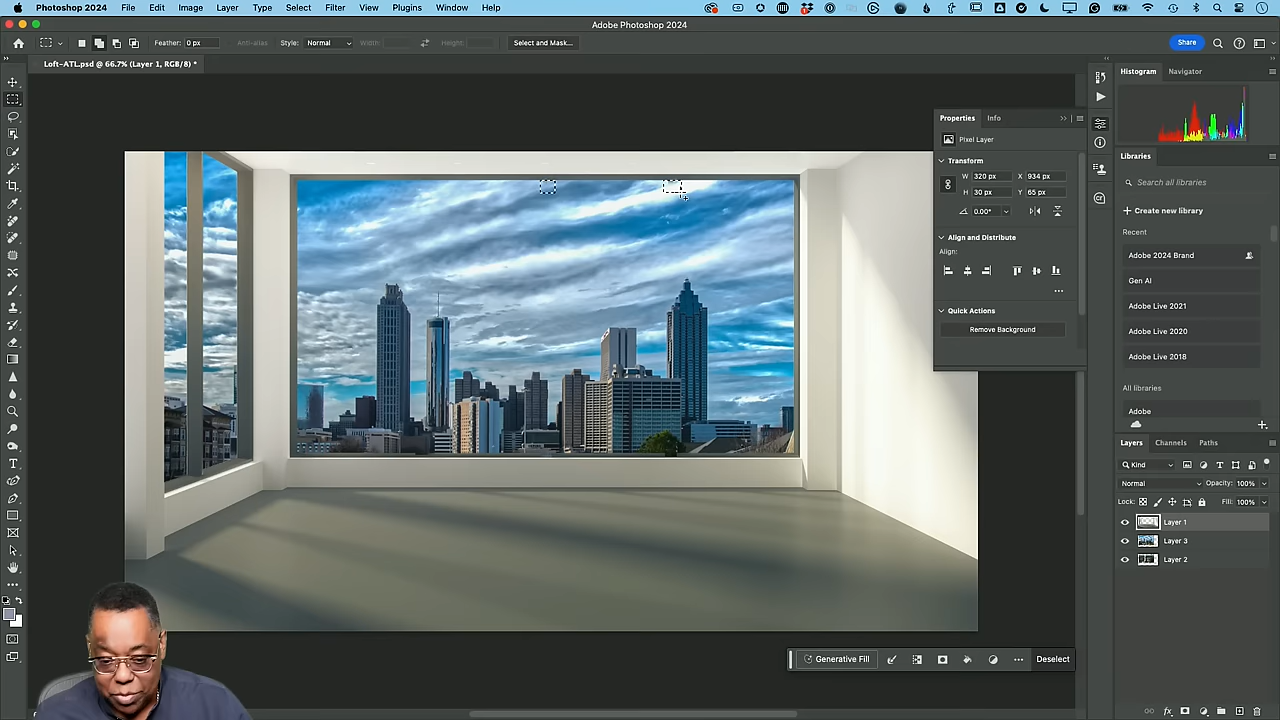 Photoshop 2024 File Edit Image Layer Type Select Filter View Plugins Window Help
Adobe Photoshop 2024
Feather: 0 px Anti-alias Style: Normal Width: Height: Select and Mask... Share
Loft-ATL.psd @ 66.7% (Layer 1, RGB/8) *
Histogram Navigator
Properties Info
Pixel Layer
Transform
W 320 px X 934 px
H 30 px Y 65 px
0.00°
Align and Distribute
Align:
Quick Actions
Remove Background
Libraries
Search all libraries
Create new library
Recent
Adobe 2024 Brand
Gen AI
Adobe Live 2021
Adobe Live 2020
Adobe Live 2018
All libraries
Adobe
Layers Channels Paths
Kind
Normal Opacity: 100%
Lock: Fill: 100%
Layer 1
Layer 3
Layer 2
Generative Fill Deselect